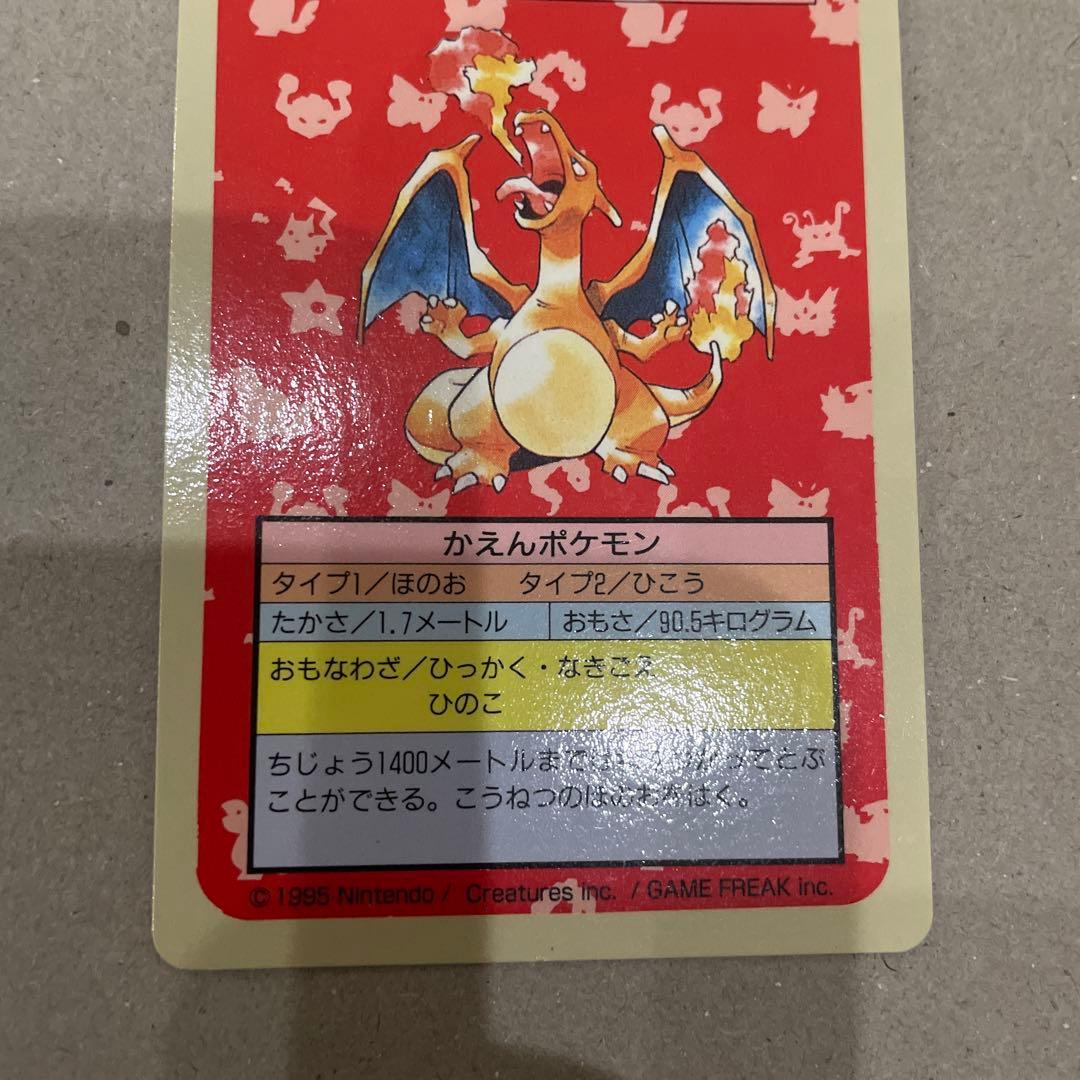 かえんポケモン
タイプ1/ほのお　タイプ2/ひこう
たかさ/1.7メートル　おもさ/90.5キログラム
おもなわざ/ひっかく・なきごえ
ひのこ
ちじょう1400メートルまで ことぶ
ことができる。こうねつのほのおをはく。
© 1995 Nintendo / Creatures inc. / GAME FREAK inc.